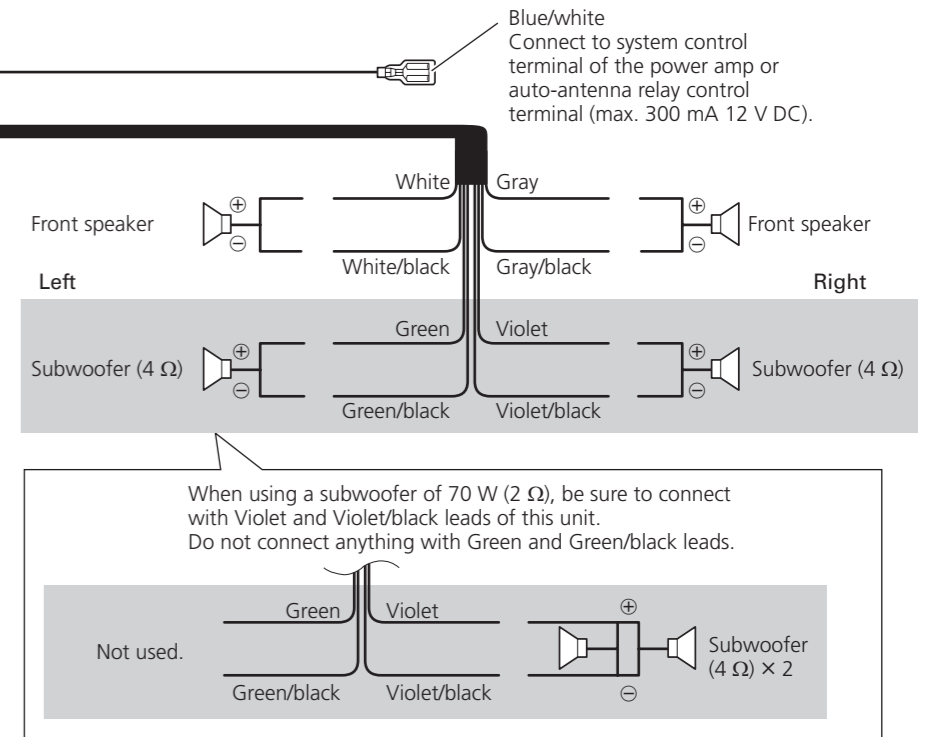 Blue/white
Connect to system control
terminal of the power amp or
auto-antenna relay control
terminal (max. 300 mA 12 V DC).
White
Gray
⊕
⊕
Front speaker
Front speaker
⊖
⊖
White/black
Gray/black
Left
Right
Green
Violet
⊕
⊕
Subwoofer (4 Ω)
Subwoofer (4 Ω)
⊖
⊖
Green/black
Violet/black
When using a subwoofer of 70 W (2 Ω), be sure to connect
with Violet and Violet/black leads of this unit.
Do not connect anything with Green and Green/black leads.
Green
Violet
⊕
Not used.
Subwoofer
(4 Ω) × 2
Green/black
Violet/black
⊖